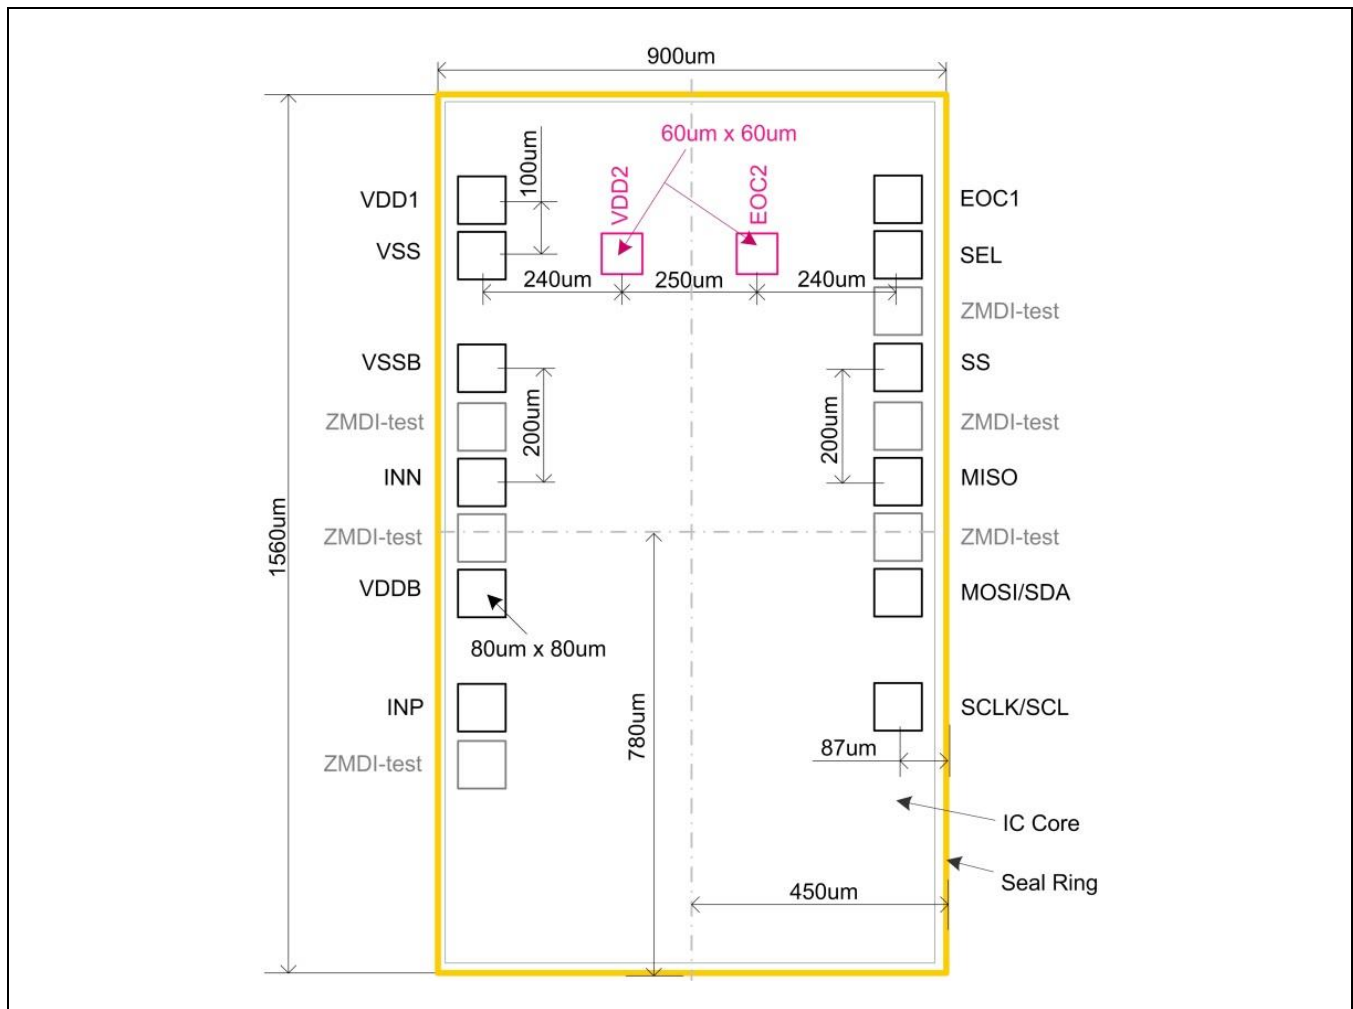 900um
60um x 60um
100um
VDD2
EOC2
VDD1
EOC1
VSS
SEL
240um
250um
240um
ZMDI-test
VSSB
SS
200um
200um
ZMDI-test
ZMDI-test
INN
MISO
1560um
ZMDI-test
ZMDI-test
VDDB
MOSI/SDA
80um x 80um
INP
SCLK/SCL
780um
87um
ZMDI-test
IC Core
Seal Ring
450um